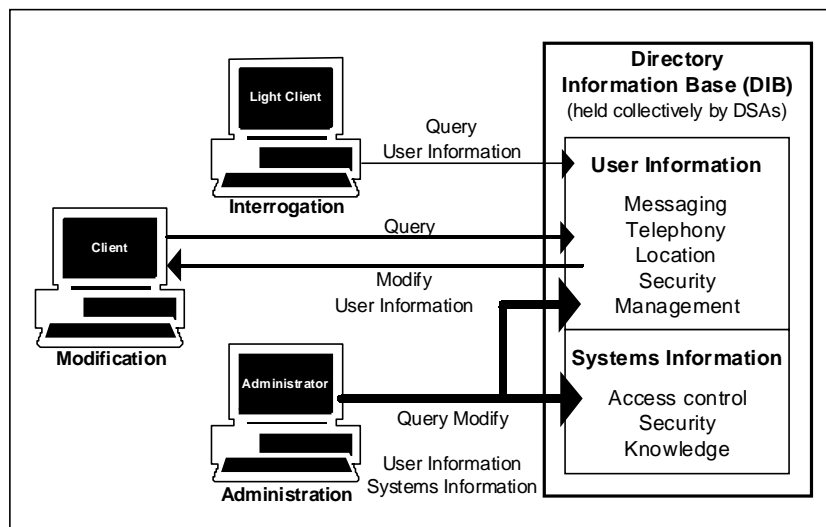 Directory
Information Base (DIB)
(held collectively by DSAs)
Light Client
Query
User Information
Interrogation
User Information
Messaging
Telephony
Location
Security
Management
Client
Query
Modify
User Information
Modification
Systems Information
Access control
Security
Knowledge
Administrator
Query Modify
User Information
Systems Information
Administration